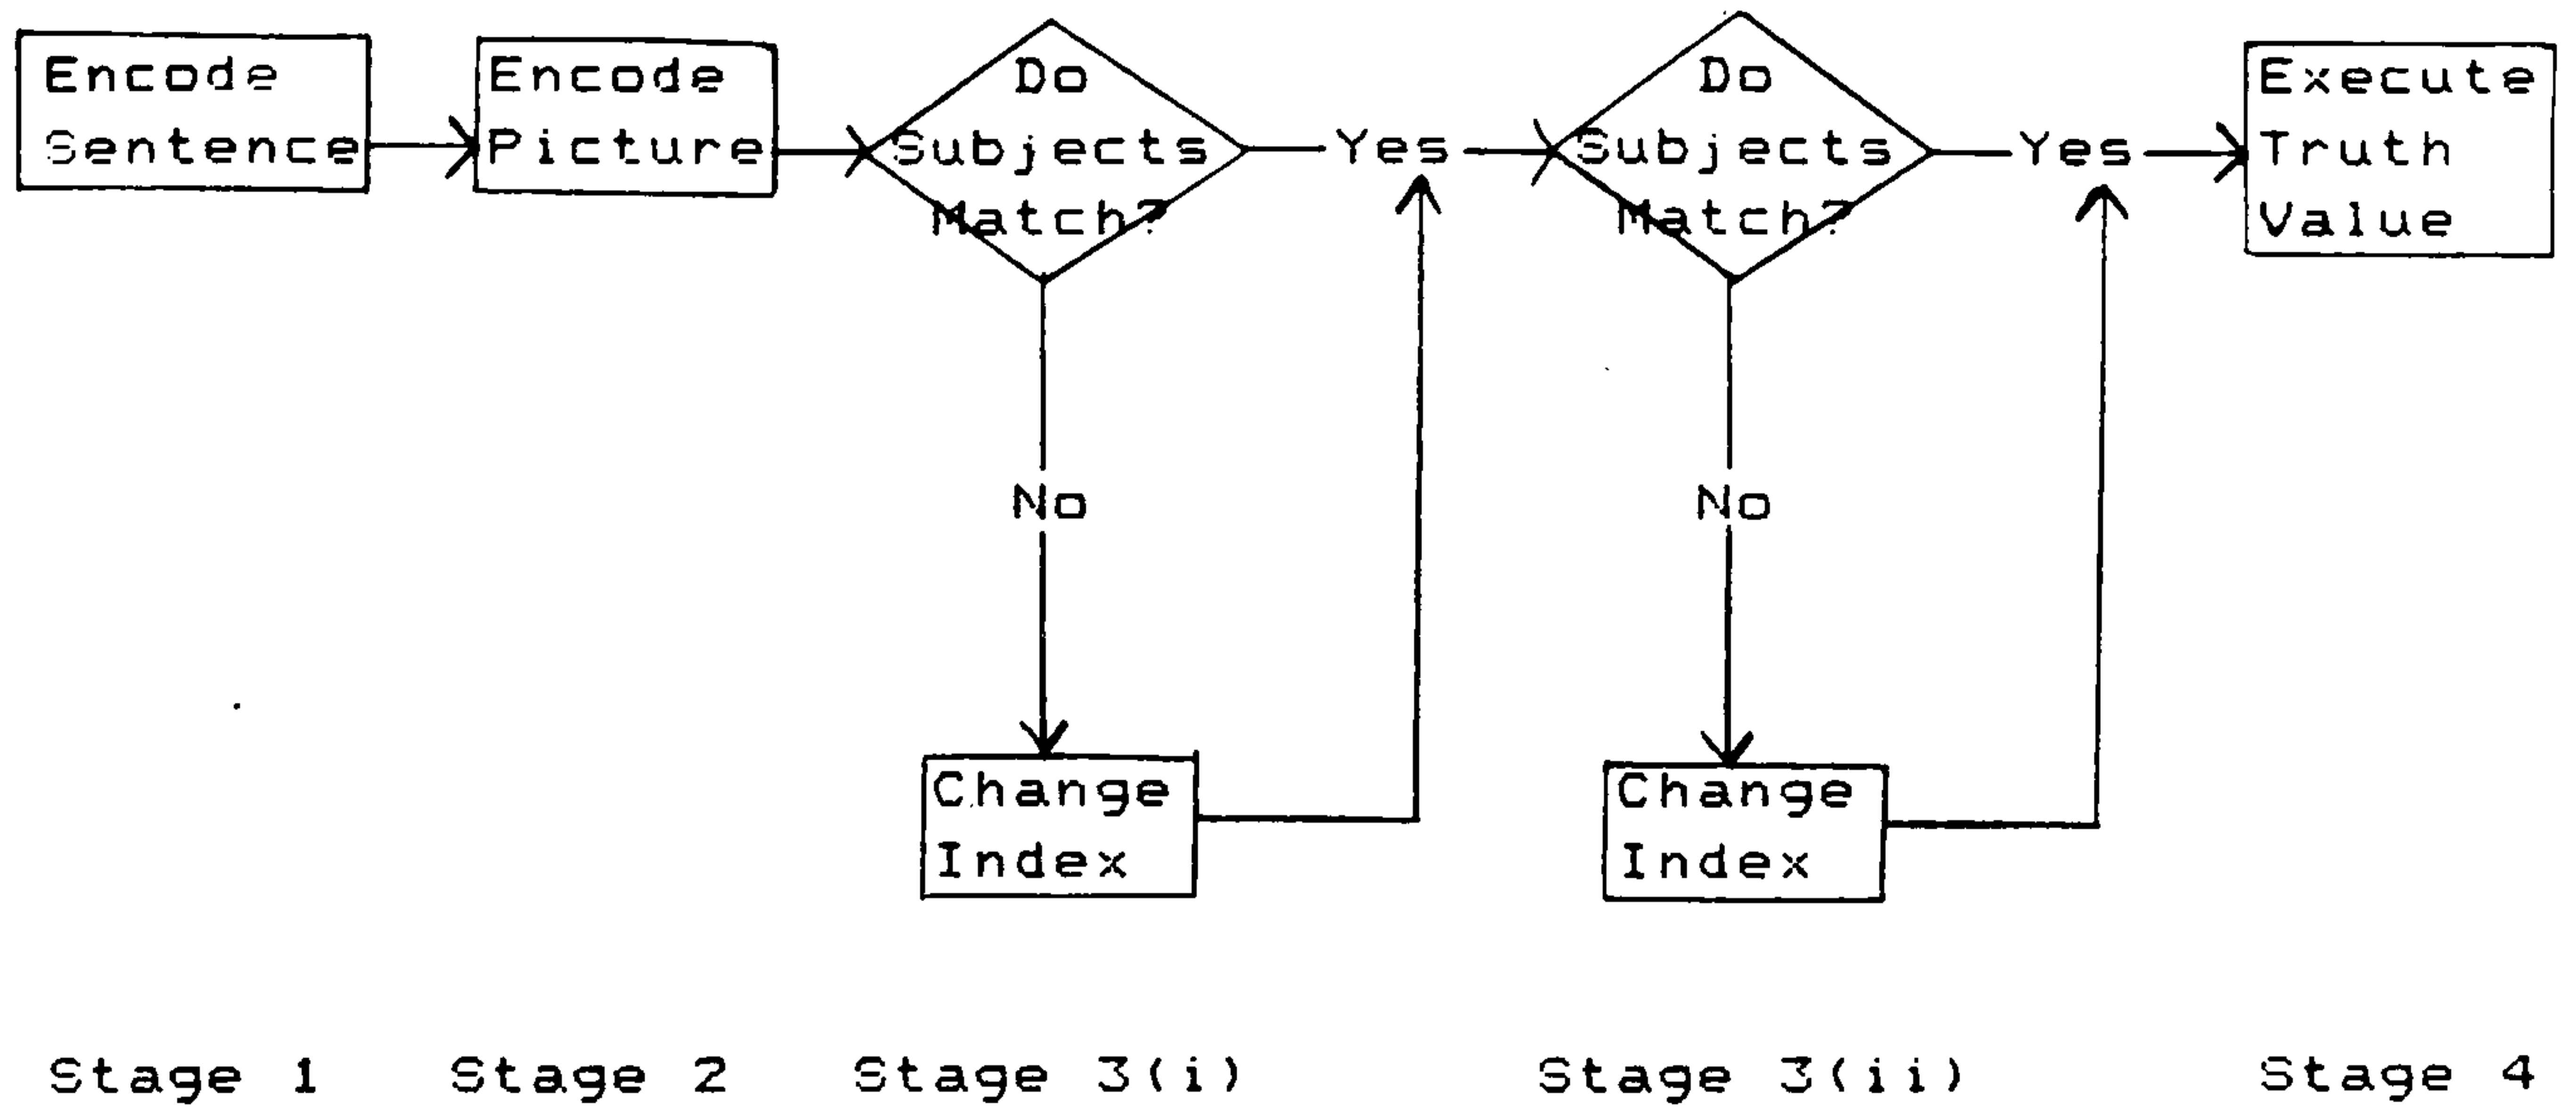 Encode
Sentence
Encode
Picture
Do
Subjects
Match?
Yes
Do
Subjects
Match?
Yes
Execute
Truth
Value
No
No
Change
Index
Change
Index
Stage 1
Stage 2
Stage 3(i)
Stage 3(ii)
Stage 4